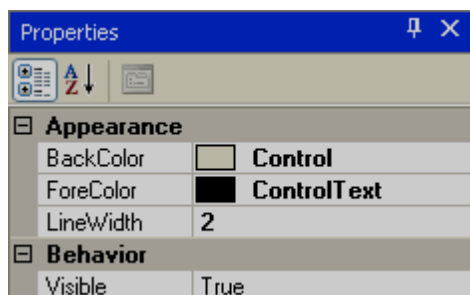 Properties
Appearance
BackColor Control
ForeColor ControlText
LineWidth 2
Behavior
Visible True